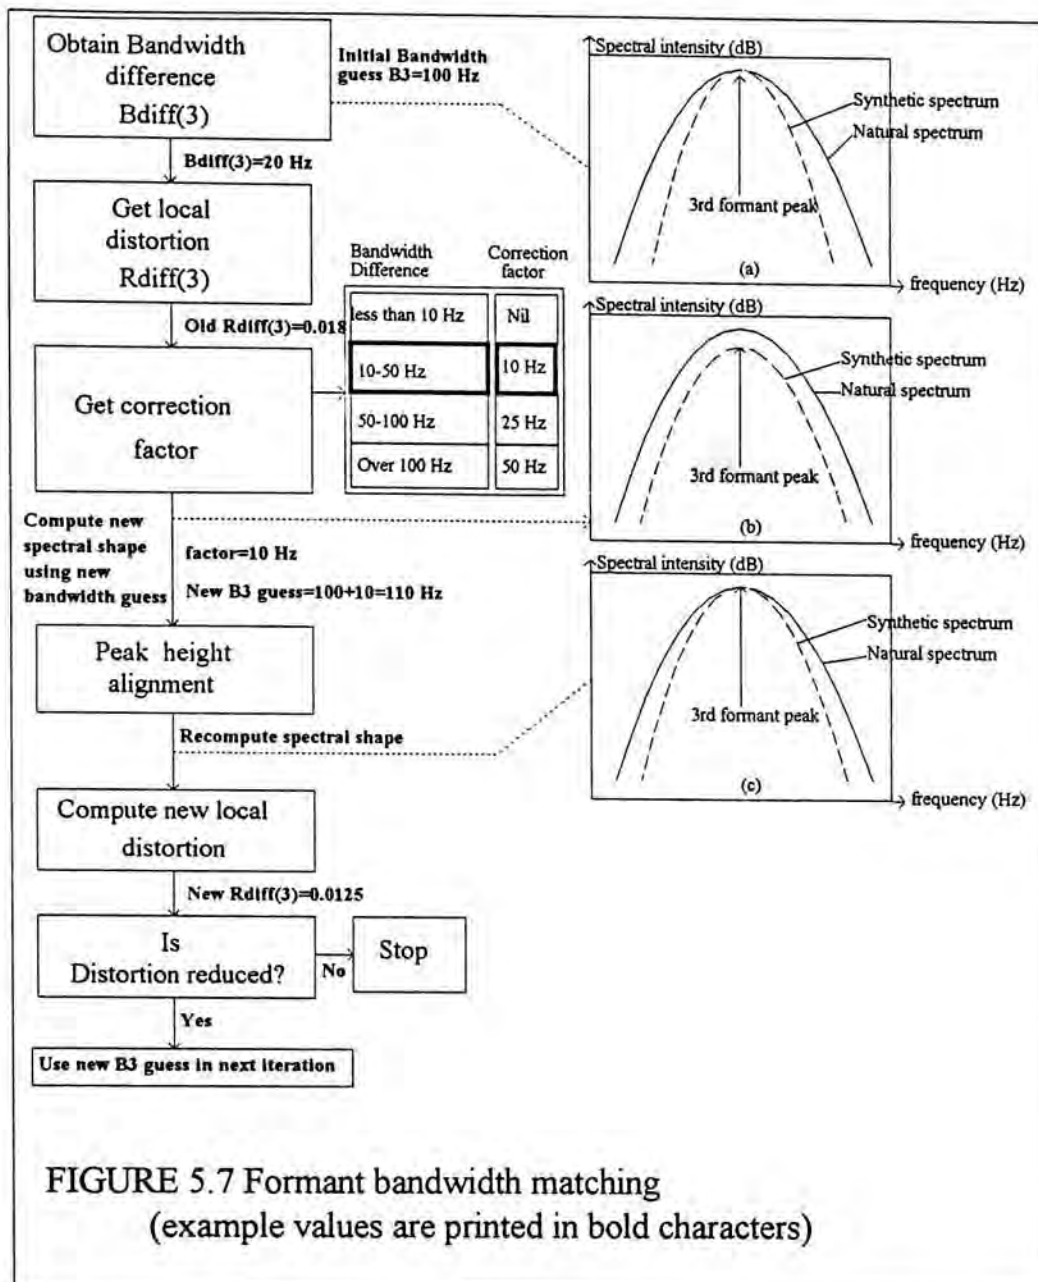 Obtain Bandwidth
difference
Bdiff(3)
Initial Bandwidth
guess B3=100 Hz
Bdiff(3)=20 Hz
Get local
distortion
Rdiff(3)
Old Rdiff(3)=0.018
Get correction
factor
Bandwidth
Difference
Correction
factor
less than 10 Hz
Nil
10-50 Hz
10 Hz
50-100 Hz
25 Hz
Over 100 Hz
50 Hz
Compute new
spectral shape
using new
bandwidth guess
factor=10 Hz
New B3 guess=100+10=110 Hz
Peak height
alignment
Recompute spectral shape
Compute new local
distortion
New Rdiff(3)=0.0125
Is
Distortion reduced?
No
Stop
Yes
Use new B3 guess in next iteration
Spectral intensity (dB)
Synthetic spectrum
Natural spectrum
3rd formant peak
(a)
frequency (Hz)
Spectral intensity (dB)
Synthetic spectrum
Natural spectrum
3rd formant peak
(b)
frequency (Hz)
Spectral intensity (dB)
Synthetic spectrum
Natural spectrum
3rd formant peak
(c)
frequency (Hz)
FIGURE 5.7 Formant bandwidth matching
(example values are printed in bold characters)